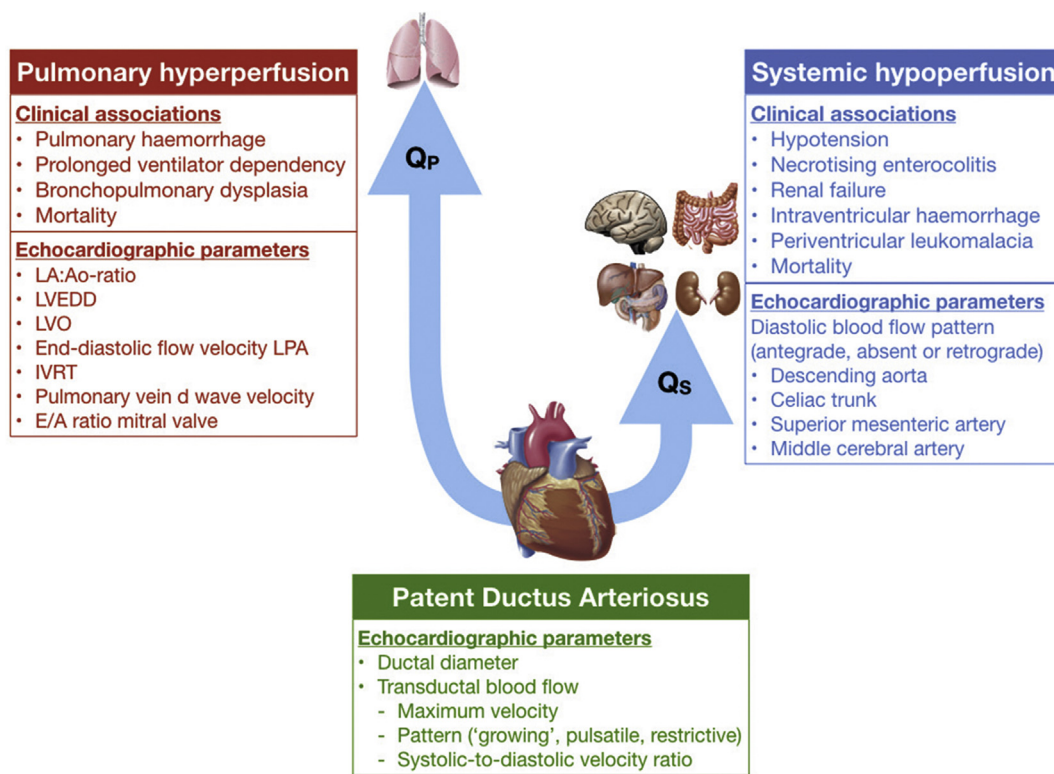 Pulmonary hyperperfusion
Clinical associations
• Pulmonary haemorrhage
• Prolonged ventilator dependency
• Bronchopulmonary dysplasia
• Mortality
Echocardiographic parameters
• LA:Ao-ratio
• LVEDD
• LVO
• End-diastolic flow velocity LPA
• IVRT
• Pulmonary vein d wave velocity
• E/A ratio mitral valve
QP
QS
Systemic hypoperfusion
Clinical associations
• Hypotension
• Necrotising enterocolitis
• Renal failure
• Intraventricular haemorrhage
• Periventricular leukomalacia
• Mortality
Echocardiographic parameters
Diastolic blood flow pattern
(antegrade, absent or retrograde)
• Descending aorta
• Celiac trunk
• Superior mesenteric artery
• Middle cerebral artery
Patent Ductus Arteriosus
Echocardiographic parameters
• Ductal diameter
• Transductal blood flow
- Maximum velocity
- Pattern (‘growing’, pulsatile, restrictive)
- Systolic-to-diastolic velocity ratio